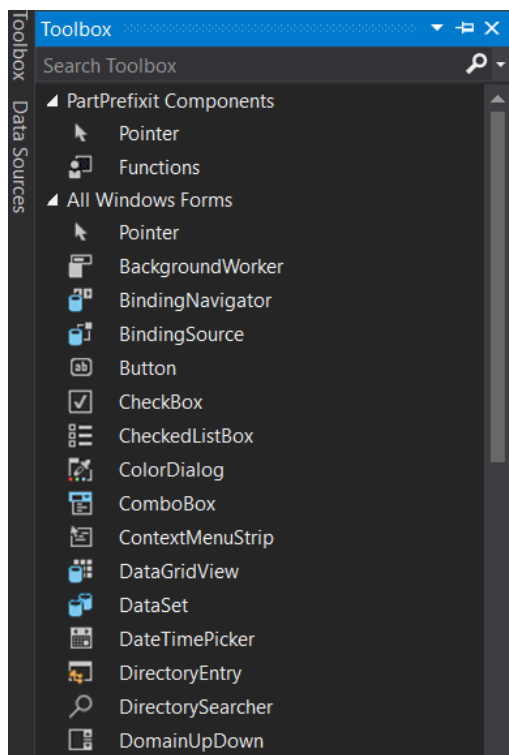 Toolbox
Data Sources
Toolbox
Search Toolbox
PartPrefixit Components
Pointer
Functions
All Windows Forms
Pointer
BackgroundWorker
BindingNavigator
BindingSource
Button
CheckBox
CheckedListBox
ColorDialog
ComboBox
ContextMenuStrip
DataGridView
DataSet
DateTimePicker
DirectoryEntry
DirectorySearcher
DomainUpDown